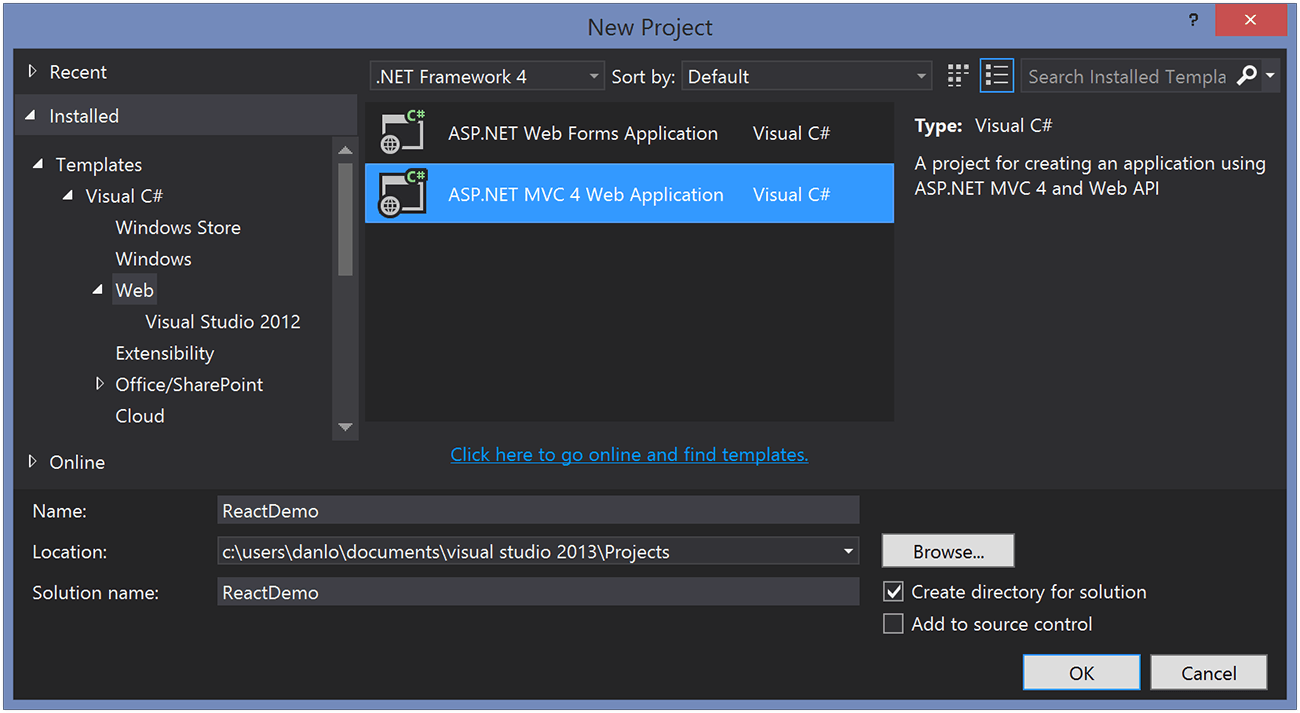 New Project
?
Recent
.NET Framework 4
Sort by:
Default
Search Installed Templa
Installed
Templates
Visual C#
Windows Store
Windows
Web
Visual Studio 2012
Extensibility
Office/SharePoint
Cloud
Online
C#
ASP.NET Web Forms Application Visual C#
C#
ASP.NET MVC 4 Web Application Visual C#
Click here to go online and find templates.
Type: Visual C#
A project for creating an application using
ASP.NET MVC 4 and Web API
Name: ReactDemo
Location: c:\users\danlo\documents\visual studio 2013\Projects
Browse...
Solution name: ReactDemo
Create directory for solution
Add to source control
OK
Cancel